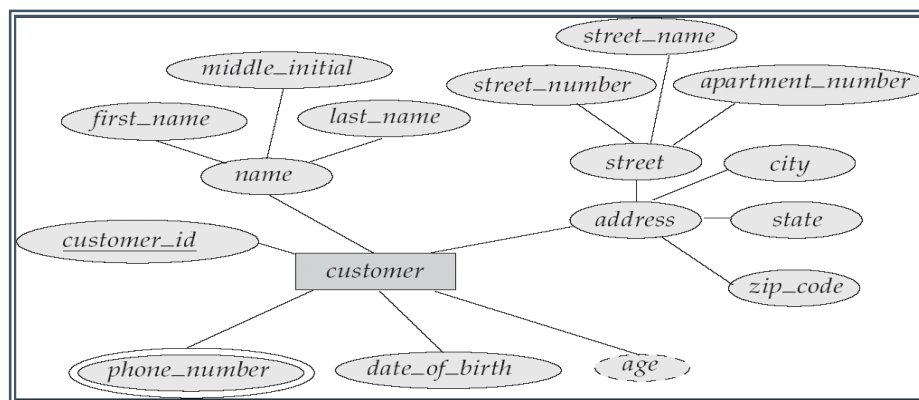 street_name
middle_initial
street_number
apartment_number
first_name
last_name
name
street
city
customer_id
address
state
customer
zip_code
phone_number
date_of_birth
age